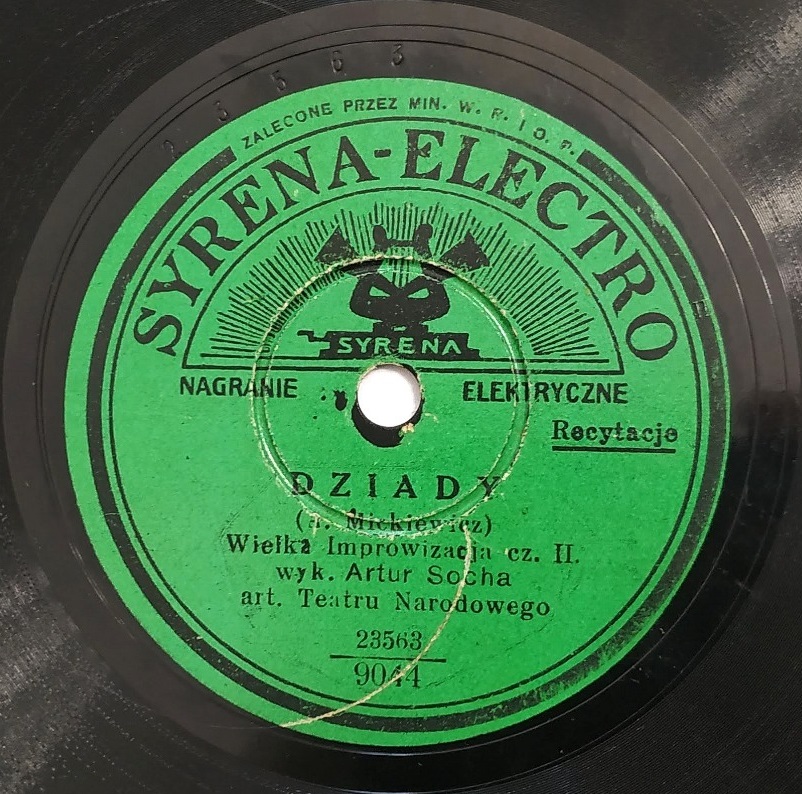 23563
ZALECONE PRZEZ MIN. W. R. i O. P.
SYRENA-ELECTRO
SYRENA
NAGRANIE ELEKTRYCZNE
Recytacje
DZIADY
(A. Mickiewicz)
Wielka Improwizacja cz. II.
wyk. Artur Socha
art. Teatru Narodowego
23563
9044